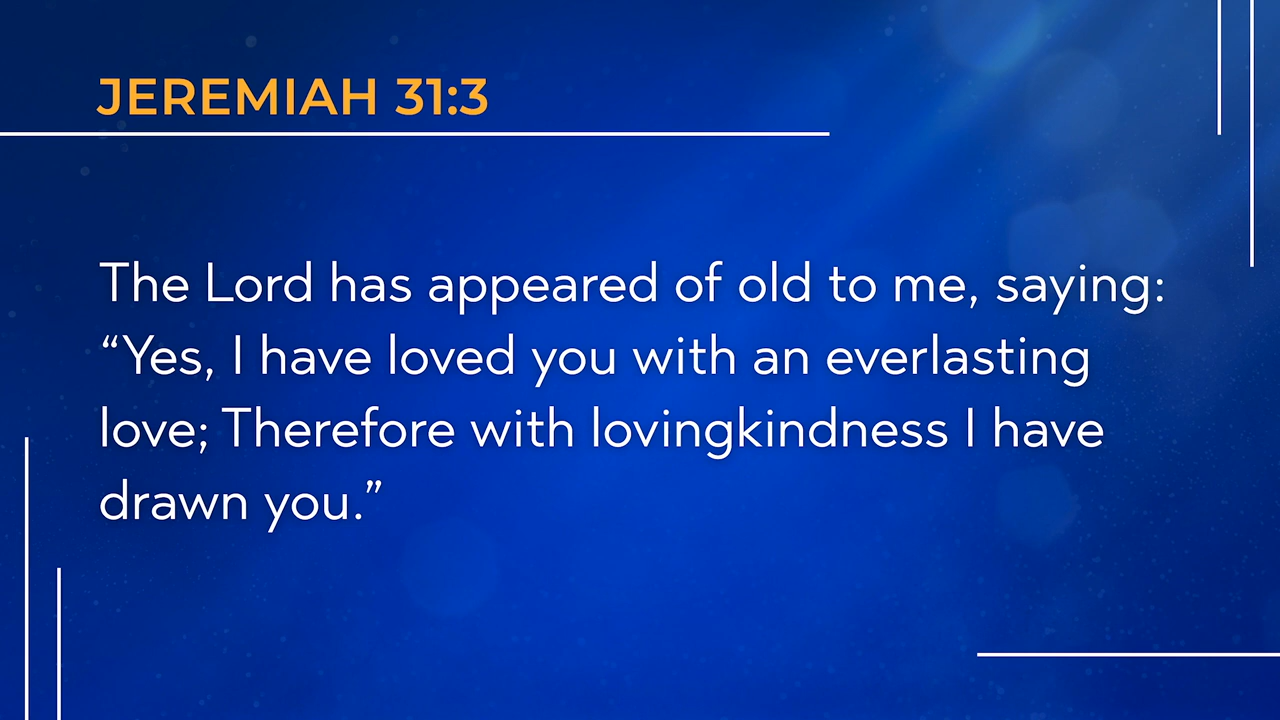 JEREMIAH 31:3
The Lord has appeared of old to me, saying:
“Yes, I have loved you with an everlasting
love; Therefore with lovingkindness I have
drawn you.”